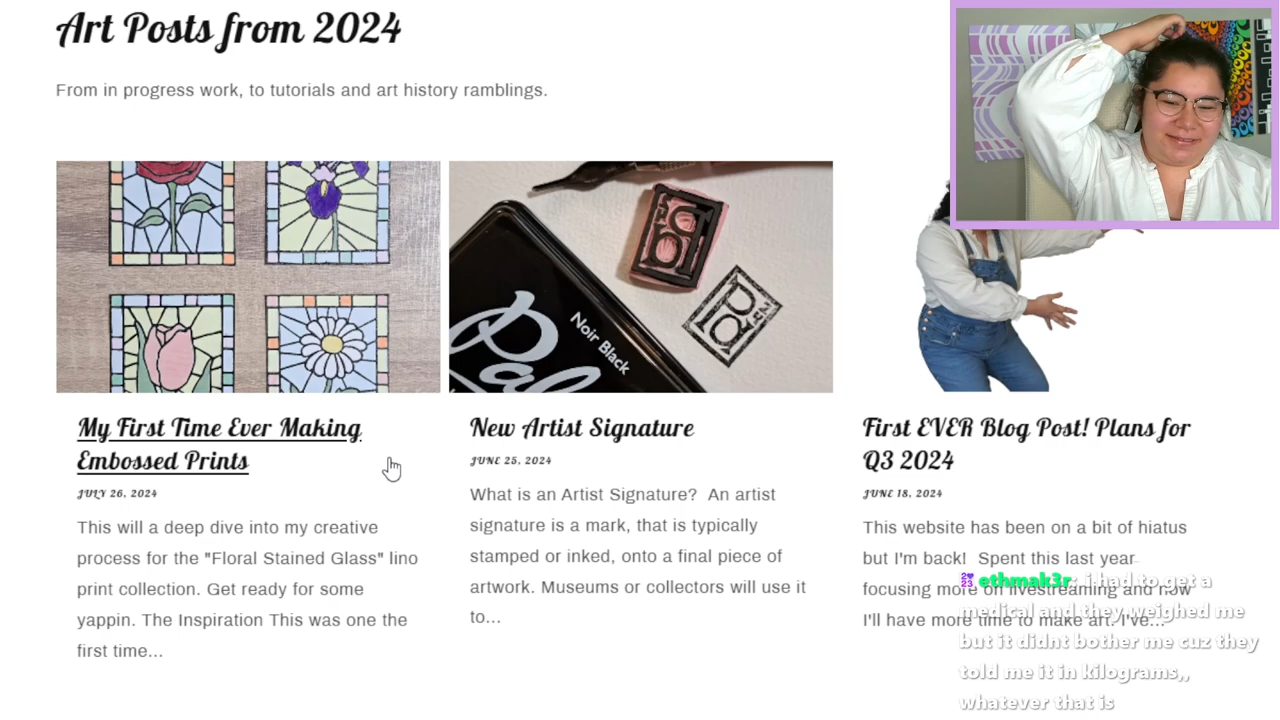 Art Posts from 2024
From in progress work, to tutorials and art history ramblings.
Noir Black
My First Time Ever Making
Embossed Prints
JULY 26, 2024
This will a deep dive into my creative
process for the "Floral Stained Glass" lino
print collection. Get ready for some
yappin. The Inspiration This was one the
first time...
New Artist Signature
JUNE 25, 2024
What is an Artist Signature?  An artist
signature is a mark, that is typically
stamped or inked, onto a final piece of
artwork. Museums or collectors will use it
to...
First EVER Blog Post! Plans for
Q3 2024
JUNE 18, 2024
This website has been on a bit of hiatus
but I'm back!  Spent this last year
focusing more on livestreaming and now
I'll have more time to make art. I've...
ethmak3r: i had to get a
medical and they weighed me
but it didnt bother me cuz they
told me it in kilograms,,
whatever that is